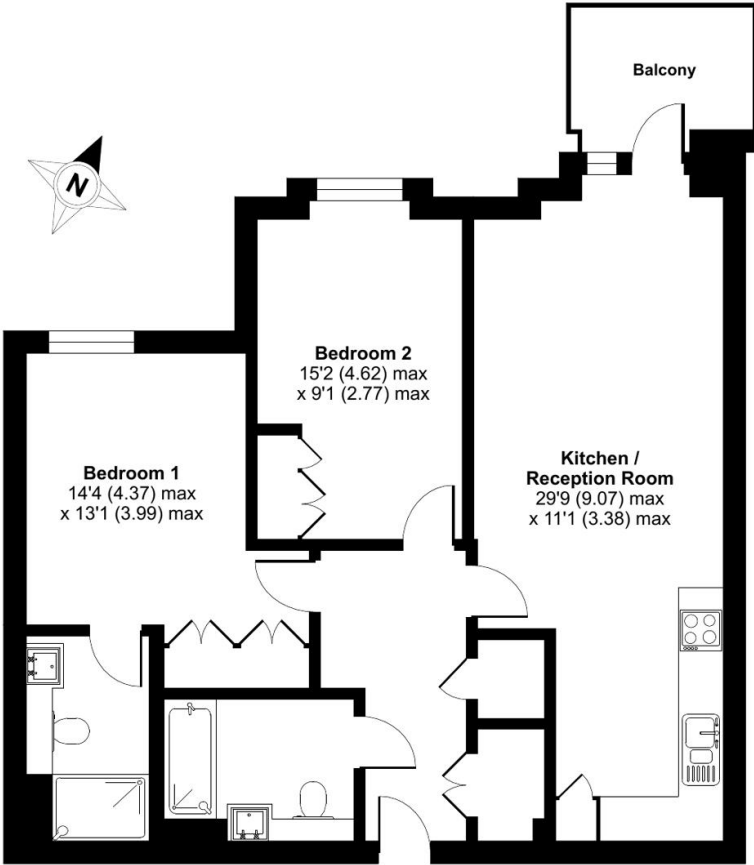 Balcony
N
Bedroom 2
15'2 (4.62) max
x 9'1 (2.77) max
Kitchen /
Reception Room
29'9 (9.07) max
x 11'1 (3.38) max
Bedroom 1
14'4 (4.37) max
x 13'1 (3.99) max